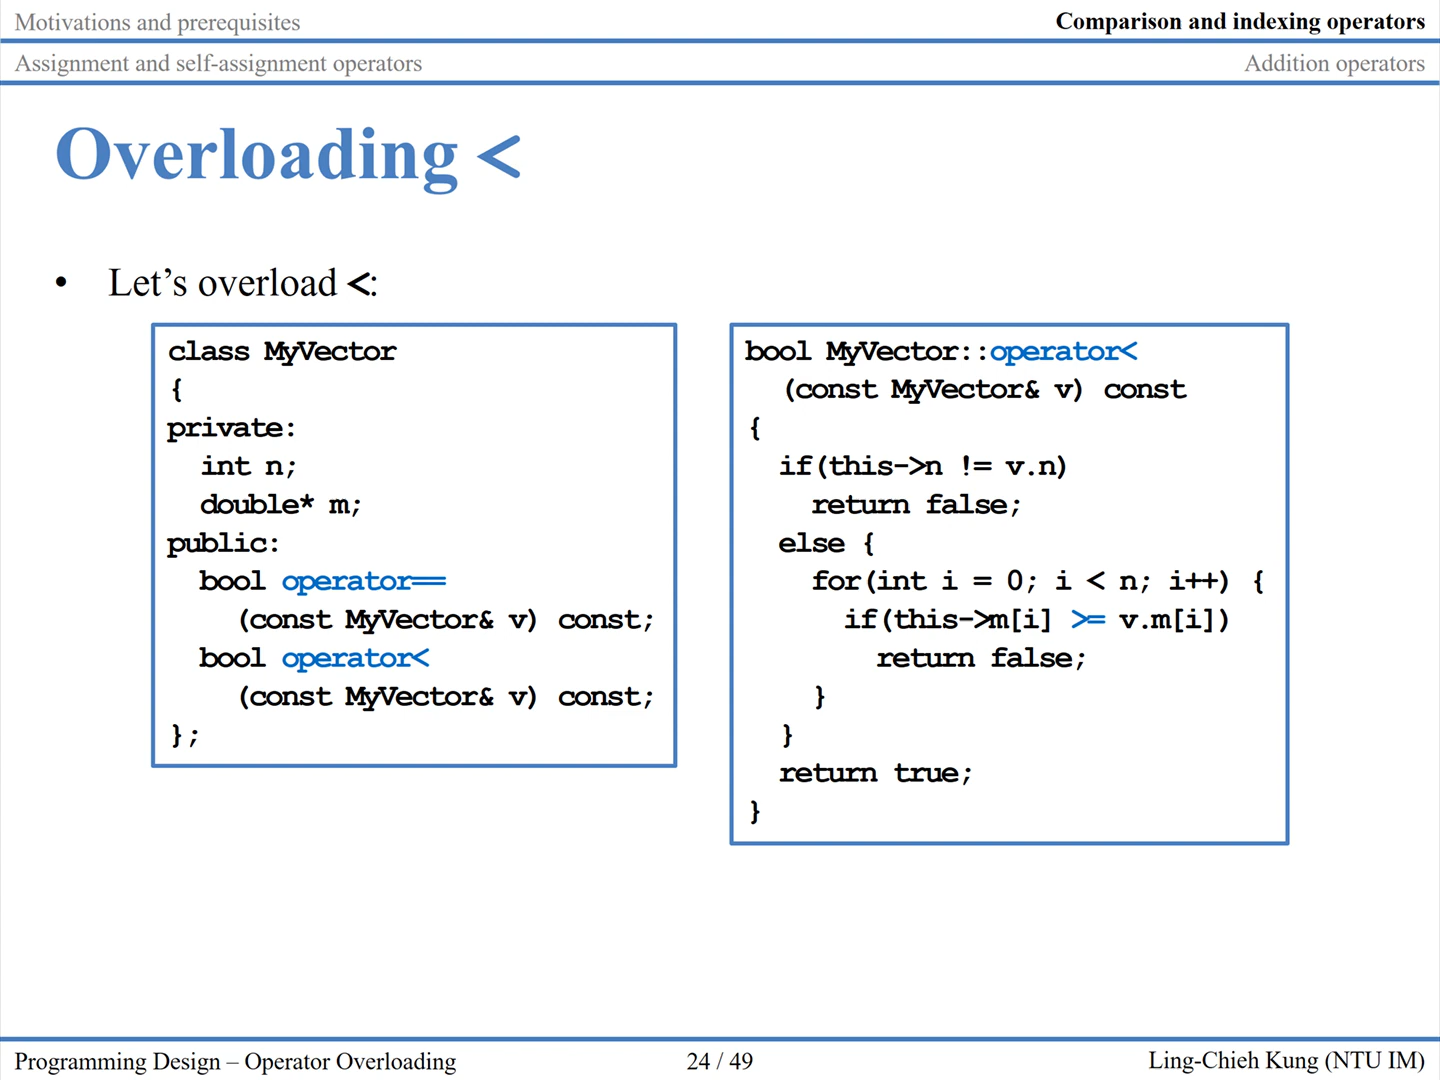 Motivations and prerequisites
Comparison and indexing operators
Assignment and self-assignment operators
Addition operators
Overloading <
• Let’s overload <:
class MyVector
{
private:
  int n;
  double* m;
public:
  bool operator==
    (const MyVector& v) const;
  bool operator<
    (const MyVector& v) const;
};
bool MyVector::operator<
  (const MyVector& v) const
{
  if(this->n != v.n)
    return false;
  else {
    for(int i = 0; i < n; i++) {
      if(this->m[i] >= v.m[i])
        return false;
    }
  }
  return true;
}
Programming Design – Operator Overloading
24 / 49
Ling-Chieh Kung (NTU IM)